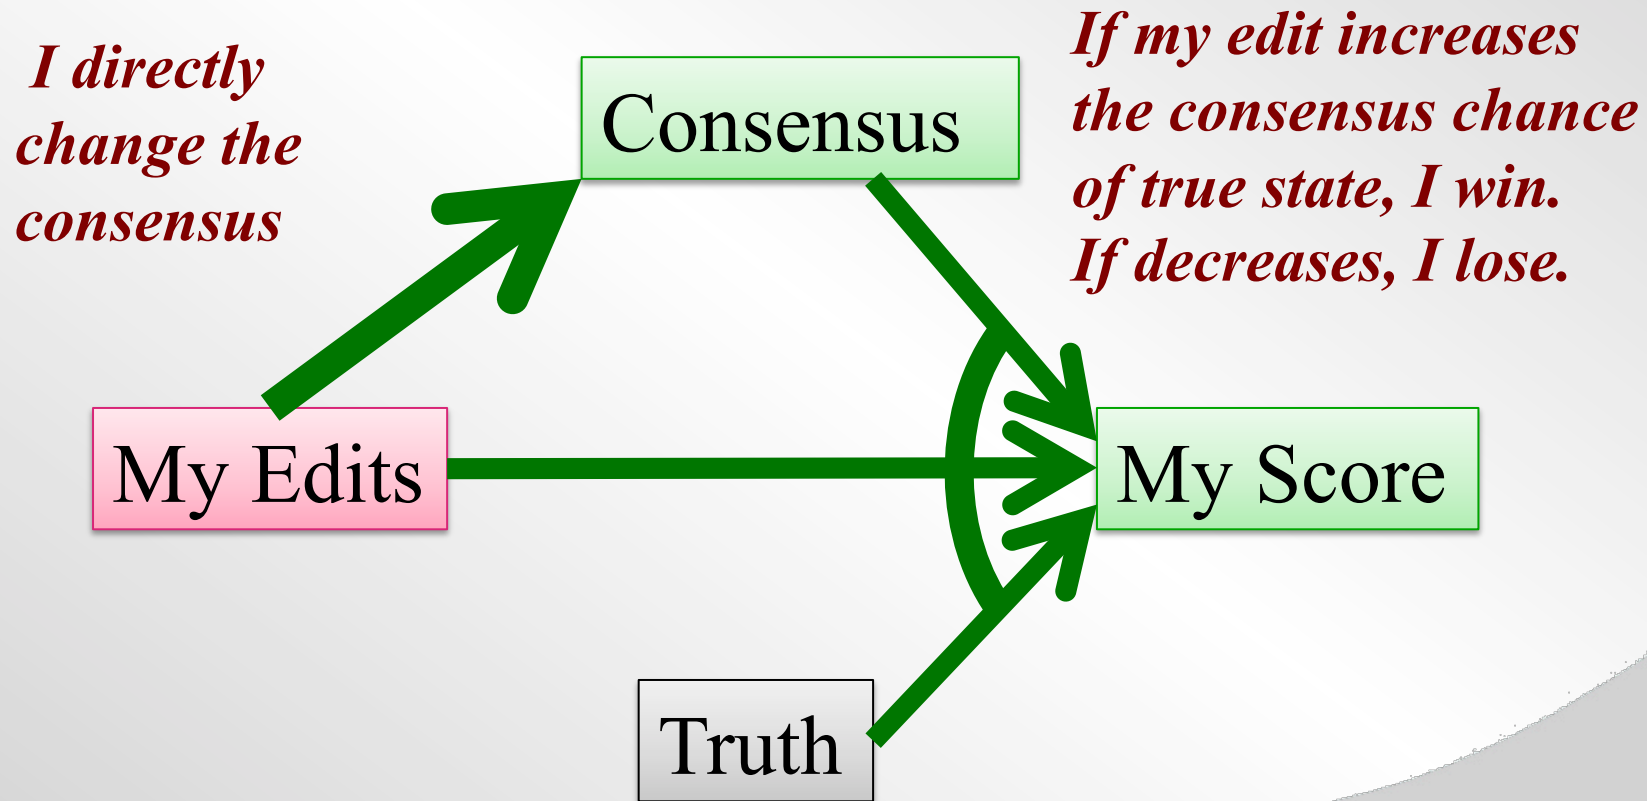 I directly
change the
consensus
Consensus
If my edit increases
the consensus chance
of true state, I win.
If decreases, I lose.
My Edits
My Score
Truth